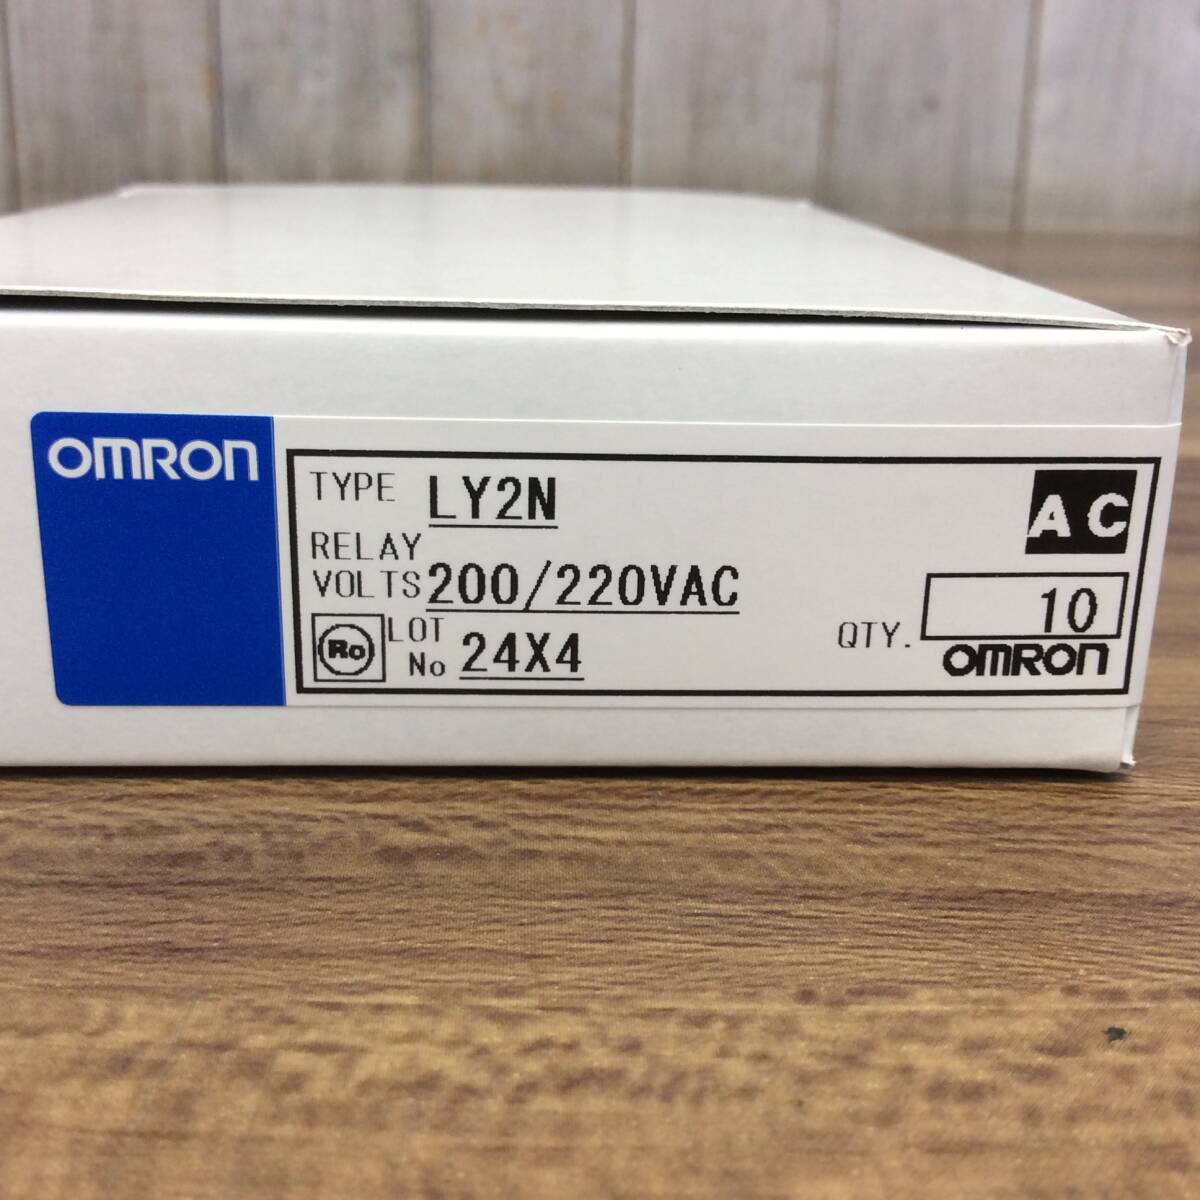 OMRON
TYPE LY2N
AC
RELAY
VOLTS 200/220VAC
Ro LOT
No 24X4
QTY. 10
OMRON